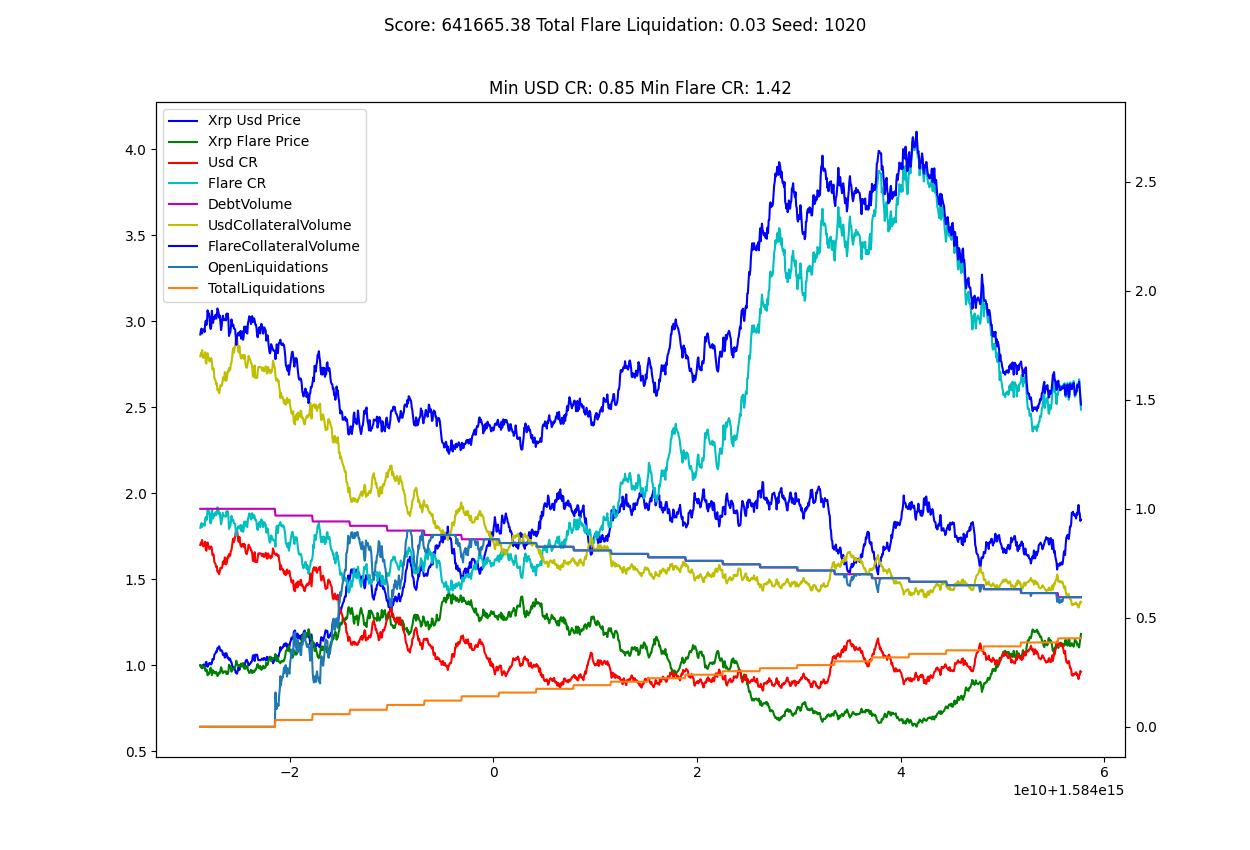 Score: 641665.38 Total Flare Liquidation: 0.03 Seed: 1020
Min USD CR: 0.85 Min Flare CR: 1.42
Xrp Usd Price
Xrp Flare Price
Usd CR
Flare CR
DebtVolume
UsdCollateralVolume
FlareCollateralVolume
OpenLiquidations
TotalLiquidations
4.0
3.5
3.0
2.5
2.0
1.5
1.0
0.5
2.5
2.0
1.5
1.0
0.5
0.0
−2 0 2 4 6
1e10+1.584e15